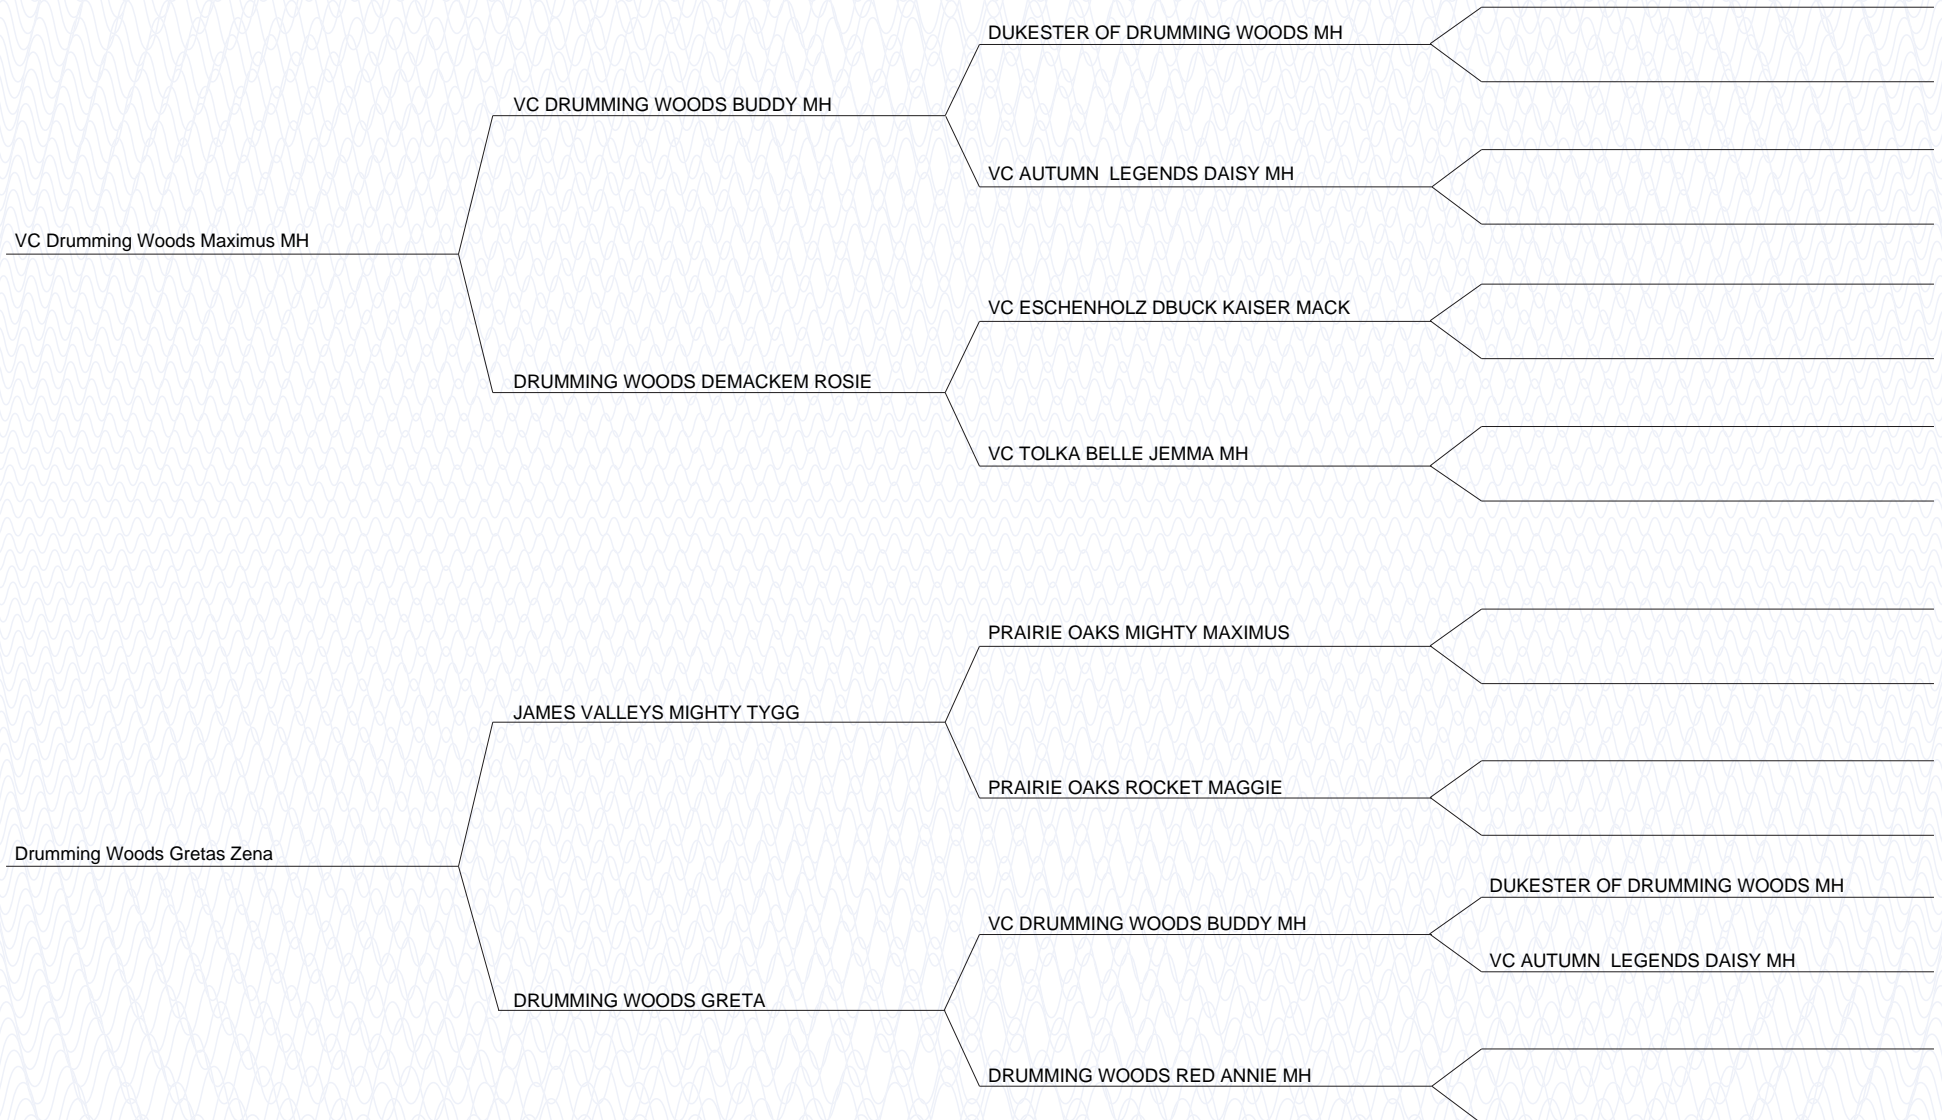 DUKESTER OF DRUMMING WOODS MH
VC DRUMMING WOODS BUDDY MH
VC AUTUMN  LEGENDS DAISY MH
VC Drumming Woods Maximus MH
VC ESCHENHOLZ DBUCK KAISER MACK
DRUMMING WOODS DEMACKEM ROSIE
VC TOLKA BELLE JEMMA MH
PRAIRIE OAKS MIGHTY MAXIMUS
JAMES VALLEYS MIGHTY TYGG
PRAIRIE OAKS ROCKET MAGGIE
Drumming Woods Gretas Zena
DUKESTER OF DRUMMING WOODS MH
VC DRUMMING WOODS BUDDY MH
VC AUTUMN  LEGENDS DAISY MH
DRUMMING WOODS GRETA
DRUMMING WOODS RED ANNIE MH